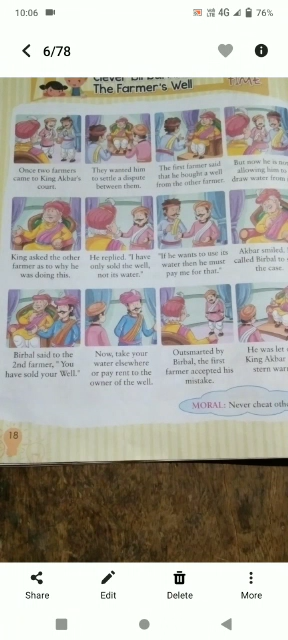 10:06
4G
76%
6/78
Clever
The Farmer's Well
TIME
Once two farmers
came to King Akbar's
court.
They wanted him
to settle a dispute
between them.
The first farmer said
that he bought a well
from the other farmer.
But now he is not
allowing him to
draw water from
King asked the other
farmer as to why he
was doing this.
He replied. "I have
only sold the well,
not its water."
"If he wants to use its
water then he must
pay me for that."
Akbar smiled,
called Birbal to
the case.
Birbal said to the
2nd farmer, "You
have sold your Well."
Now, take your
water elsewhere
or pay rent to the
owner of the well.
Outsmarted by
Birbal, the first
farmer accepted his
mistake.
He was let
King Akbar
stern
MORAL: Never cheat
18
Share
Edit
Delete
More